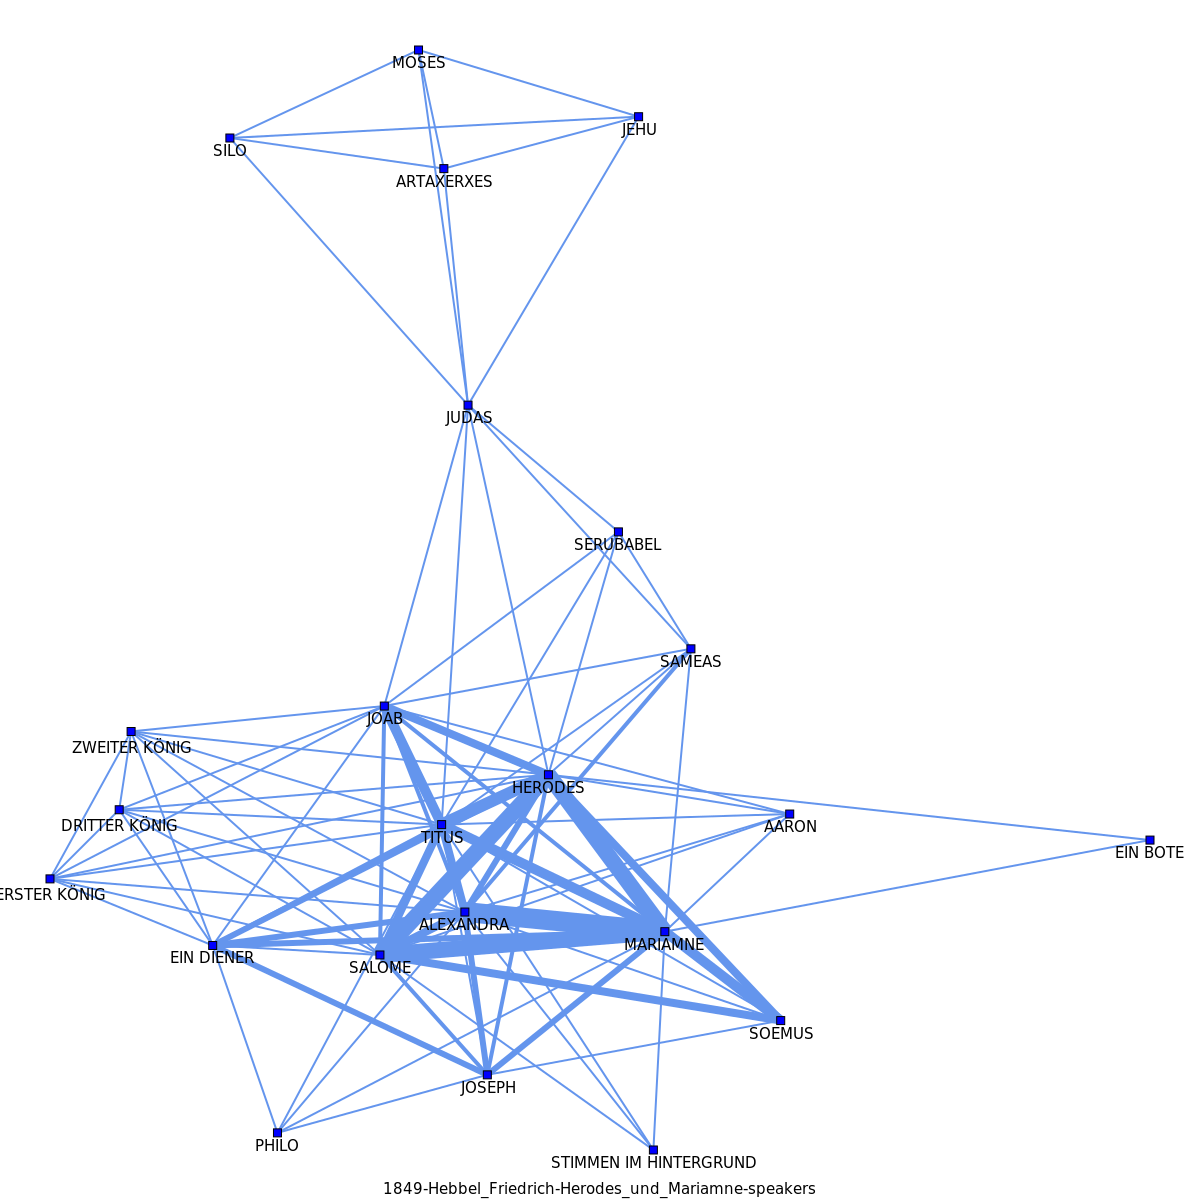 MOSES
JEHU
SILO
ARTAXERXES
JUDAS
SERUBABEL
SAMEAS
JOAB
ZWEITER KÖNIG
HERODES
DRITTER KÖNIG
AARON
TITUS
EIN BOTE
ERSTER KÖNIG
ALEXANDRA
MARIAMNE
EIN DIENER
SALOME
SOEMUS
JOSEPH
PHILO
STIMMEN IM HINTERGRUND
1849-Hebbel_Friedrich-Herodes_und_Mariamne-speakers